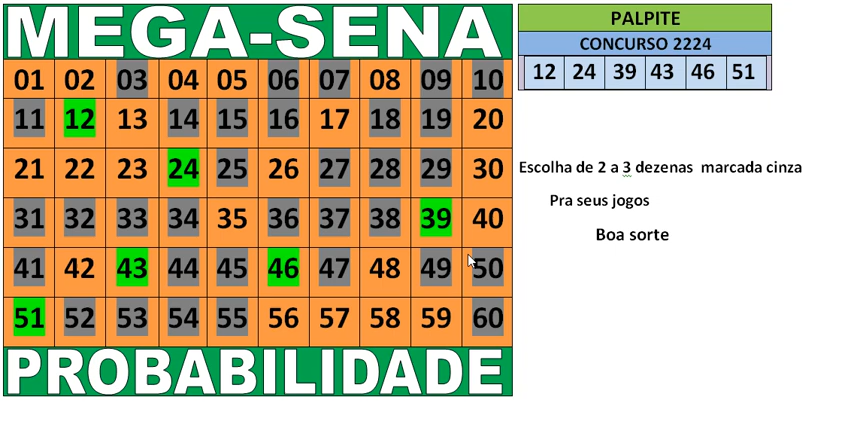 MEGA-SENA
01 02 03 04 05 06 07 08 09 10
11 12 13 14 15 16 17 18 19 20
21 22 23 24 25 26 27 28 29 30
31 32 33 34 35 36 37 38 39 40
41 42 43 44 45 46 47 48 49 50
51 52 53 54 55 56 57 58 59 60
PROBABILIDADE
PALPITE
CONCURSO 2224
12 24 39 43 46 51
Escolha de 2 a 3 dezenas marcada cinza
Pra seus jogos
Boa sorte